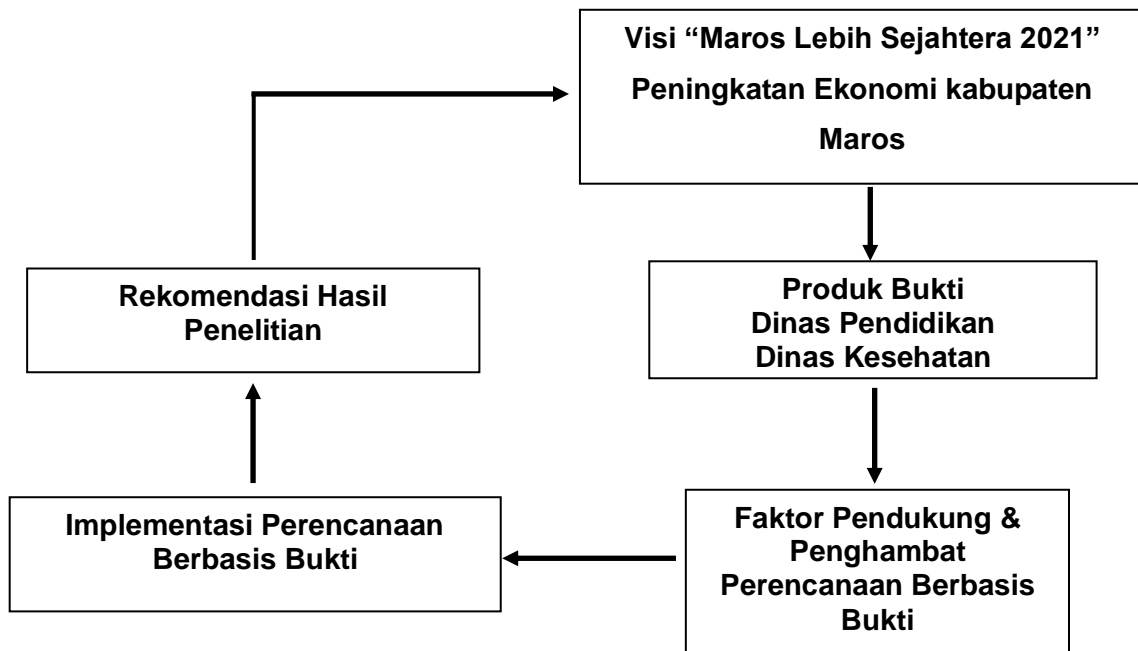 Visi “Maros Lebih Sejahtera 2021”
Peningkatan Ekonomi kabupaten
Maros
Produk Bukti
Dinas Pendidikan
Dinas Kesehatan
Faktor Pendukung &
Penghambat
Perencanaan Berbasis
Bukti
Implementasi Perencanaan
Berbasis Bukti
Rekomendasi Hasil
Penelitian